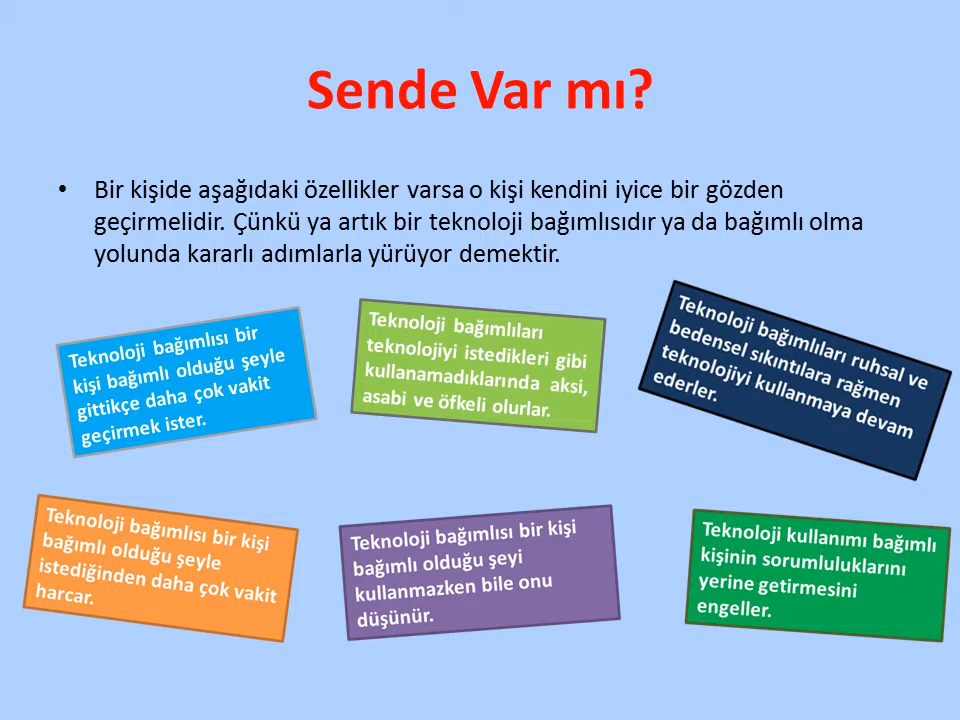 Sende Var mı?
• Bir kişide aşağıdaki özellikler varsa o kişi kendini iyice bir gözden
geçirmelidir. Çünkü ya artık bir teknoloji bağımlısıdır ya da bağımlı olma
yolunda kararlı adımlarla yürüyor demektir.
Teknoloji bağımlısı bir
kişi bağımlı olduğu şeyle
gittikçe daha çok vakit
geçirmek ister.
Teknoloji bağımlıları
teknolojiyi istedikleri gibi
kullanamadıklarında aksi,
asabi ve öfkeli olurlar.
Teknoloji bağımlıları ruhsal ve
bedensel sıkıntılara rağmen
teknolojiyi kullanmaya devam
ederler.
Teknoloji bağımlısı bir kişi
bağımlı olduğu şeyle
istediğinden daha çok vakit
harcar.
Teknoloji bağımlısı bir kişi
bağımlı olduğu şeyi
kullanmazken bile onu
düşünür.
Teknoloji kullanımı bağımlı
kişinin sorumluluklarını
yerine getirmesini
engeller.